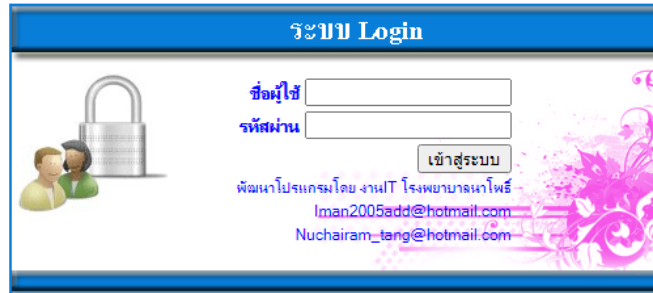 ระบบ Login
ชื่อผู้ใช้
รหัสผ่าน
เข้าสู่ระบบ
พัฒนาโปรแกรมโดย งานIT โรงพยาบาลนาโพธิ์
Iman2005add@hotmail.com
Nuchairam_tang@hotmail.com